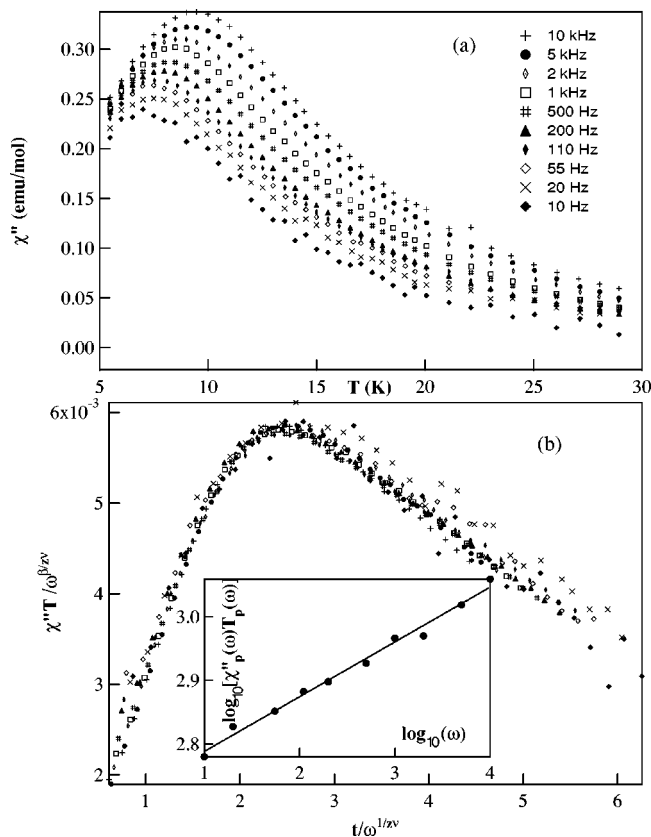 (a)
10 kHz
5 kHz
2 kHz
1 kHz
500 Hz
200 Hz
110 Hz
55 Hz
20 Hz
10 Hz
χ'' (emu/mol)
0.30
0.25
0.20
0.15
0.10
0.05
0.00
5 10 15 20 25 30
T (K)
(b)
6x10⁻³
5
4
3
2
χ''T /ω^β/zν
1 2 3 4 5 6
t/ω^1/zν
log₁₀[χ''ₚ(ω)Tₚ(ω)]
3.0
2.9
2.8
log₁₀(ω)
1 2 3 4